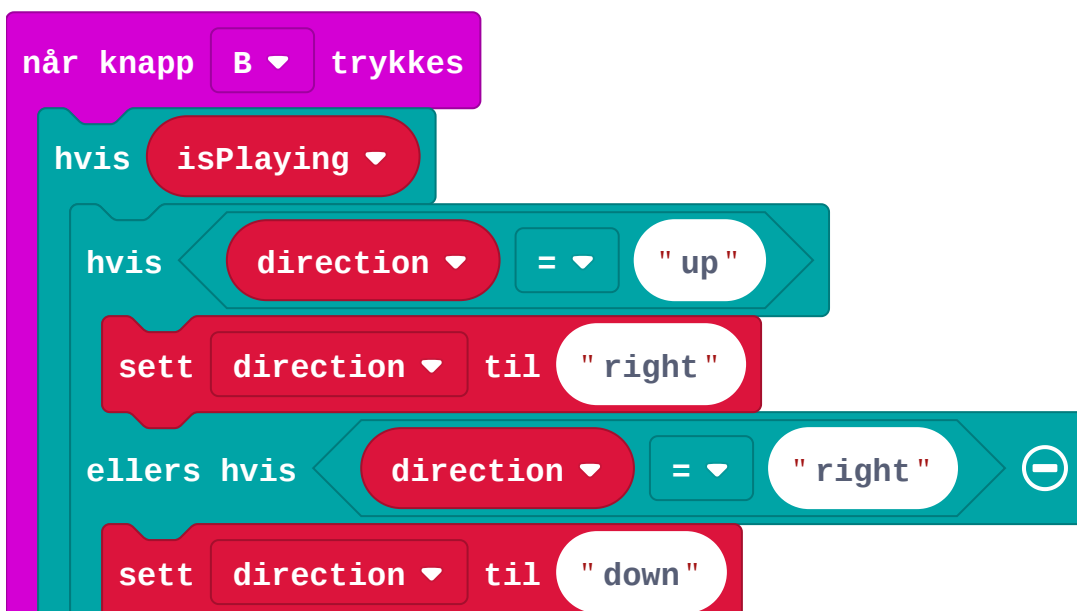 når knapp B trykkes
hvis isPlaying
hvis direction = "up"
sett direction til "right"
ellers hvis direction = "right"
sett direction til "down"